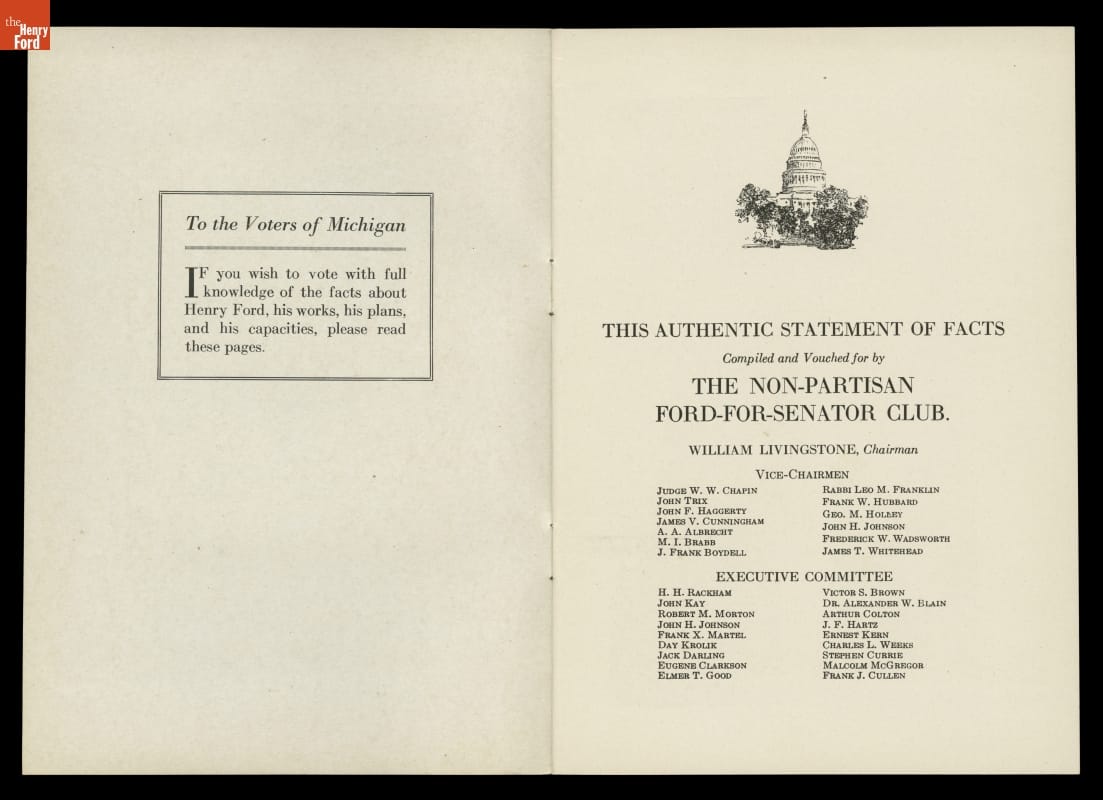 the
Henry
Ford
To the Voters of Michigan
IF you wish to vote with full
knowledge of the facts about
Henry Ford, his works, his plans,
and his capacities, please read
these pages.
THIS AUTHENTIC STATEMENT OF FACTS
Compiled and Vouched for by
THE NON-PARTISAN
FORD-FOR-SENATOR CLUB.
WILLIAM LIVINGSTONE, Chairman
VICE-CHAIRMEN
JUDGE W. W. CHAPIN
JOHN TRIX
JOHN F. HAGGERTY
JAMES V. CUNNINGHAM
A. A. ALBRECHT
M. I. BRABB
J. FRANK BOYDELL
RABBI LEO M. FRANKLIN
FRANK W. HUBBARD
GEO. M. HOLLEY
JOHN H. JOHNSON
FREDERICK W. WADSWORTH
JAMES T. WHITEHEAD
EXECUTIVE COMMITTEE
H. H. RACKHAM
JOHN KAY
ROBERT M. MORTON
JOHN H. JOHNSON
FRANK X. MARTEL
DAY KROLIK
JACK DARLING
EUGENE CLARKSON
ELMER T. GOOD
VICTOR S. BROWN
DR. ALEXANDER W. BLAIN
ARTHUR COLTON
J. F. HARTZ
ERNEST KERN
CHARLES L. WEEKS
STEPHEN CURRIE
MALCOLM MCGREGOR
FRANK J. CULLEN